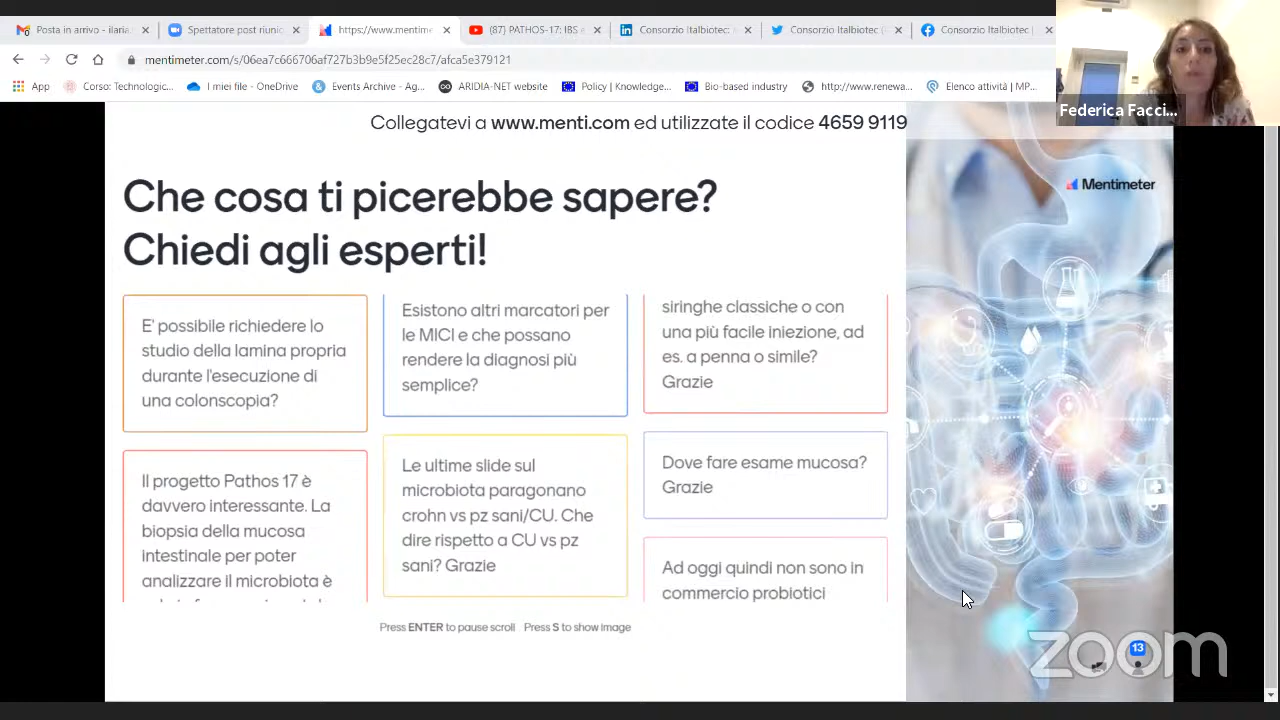 Posta in arrivo - ilaria.
Spettatore post riunio
https://www.mentime
(87) PATHOS-17: IBS e
Consorzio Italbiotec:
Consorzio Italbiotec (
Consorzio Italbiotec
mentimeter.com/s/06ea7c666706af727b3b9e5f25ec28c7/afca5e379121
App
Corso: Technologic...
I miei file - OneDrive
Events Archive - Ag...
ARIDIA-NET website
Policy | Knowledge...
Bio-based industry
http://www.renewa...
Elenco attività | MP...
Federica Facci...
Collegatevi a www.menti.com ed utilizzate il codice 4659 9119
Mentimeter
Che cosa ti picerebbe sapere?
Chiedi agli esperti!
E' possibile richiedere lo
studio della lamina propria
durante l'esecuzione di
una colonscopia?
Il progetto Pathos 17 è
davvero interessante. La
biopsia della mucosa
intestinale per poter
analizzare il microbiota è
Esistono altri marcatori per
le MICI e che possano
rendere la diagnosi più
semplice?
Le ultime slide sul
microbiota paragonano
crohn vs pz sani/CU. Che
dire rispetto a CU vs pz
sani? Grazie
siringhe classiche o con
una più facile iniezione, ad
es. a penna o simile?
Grazie
Dove fare esame mucosa?
Grazie
Ad oggi quindi non sono in
commercio probiotici
Press ENTER to pause scroll Press S to show image
13
zoom